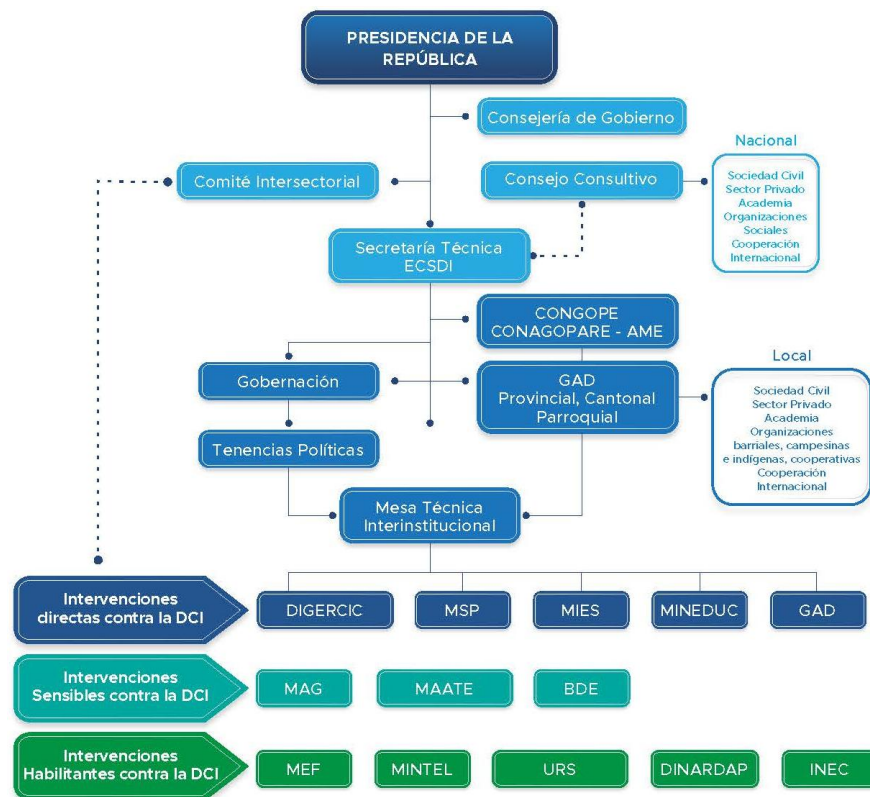 PRESIDENCIA DE LA
REPÚBLICA
Consejería de Gobierno
Nacional
Comité Intersectorial
Consejo Consultivo
Sociedad Civil
Sector Privado
Academia
Organizaciones
Sociales
Cooperación
Internacional
Secretaría Técnica
ECSDI
CONGOPE
CONAGOPARE - AME
Local
Gobernación
GAD
Provincial, Cantonal
Parroquial
Sociedad Civil
Sector Privado
Academia
Organizaciones
barriales, campesinas
e indígenas, cooperativas
Cooperación
Internacional
Tenencias Políticas
Mesa Técnica
Interinstitucional
Intervenciones
directas contra la DCI
DIGERCIC
MSP
MIES
MINEDUC
GAD
Intervenciones
Sensibles contra la DCI
MAG
MAATE
BDE
Intervenciones
Habilitantes contra la DCI
MEF
MINTEL
URS
DINARDAP
INEC